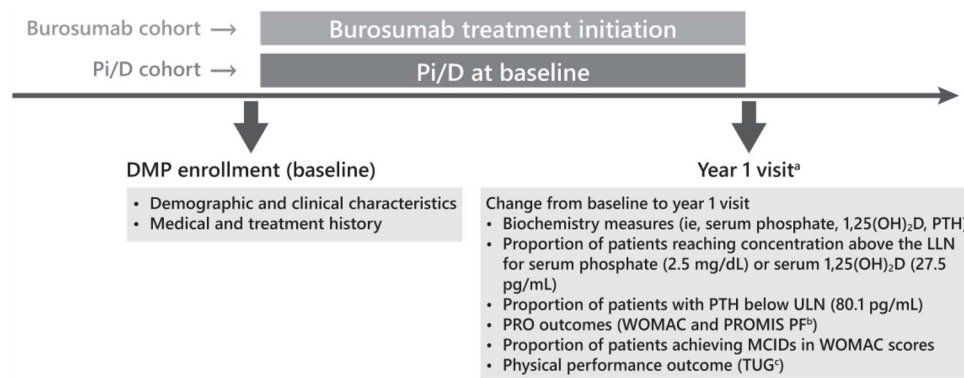 Burosumab cohort →
Burosumab treatment initiation
Pi/D cohort →
Pi/D at baseline
DMP enrollment (baseline)
• Demographic and clinical characteristics
• Medical and treatment history
Year 1 visitᵃ
Change from baseline to year 1 visit
• Biochemistry measures (ie, serum phosphate, 1,25(OH)₂D, PTH)
• Proportion of patients reaching concentration above the LLN
for serum phosphate (2.5 mg/dL) or serum 1,25(OH)₂D (27.5
pg/mL)
• Proportion of patients with PTH below ULN (80.1 pg/mL)
• PRO outcomes (WOMAC and PROMIS PFᵇ)
• Proportion of patients achieving MCIDs in WOMAC scores
• Physical performance outcome (TUGᶜ)